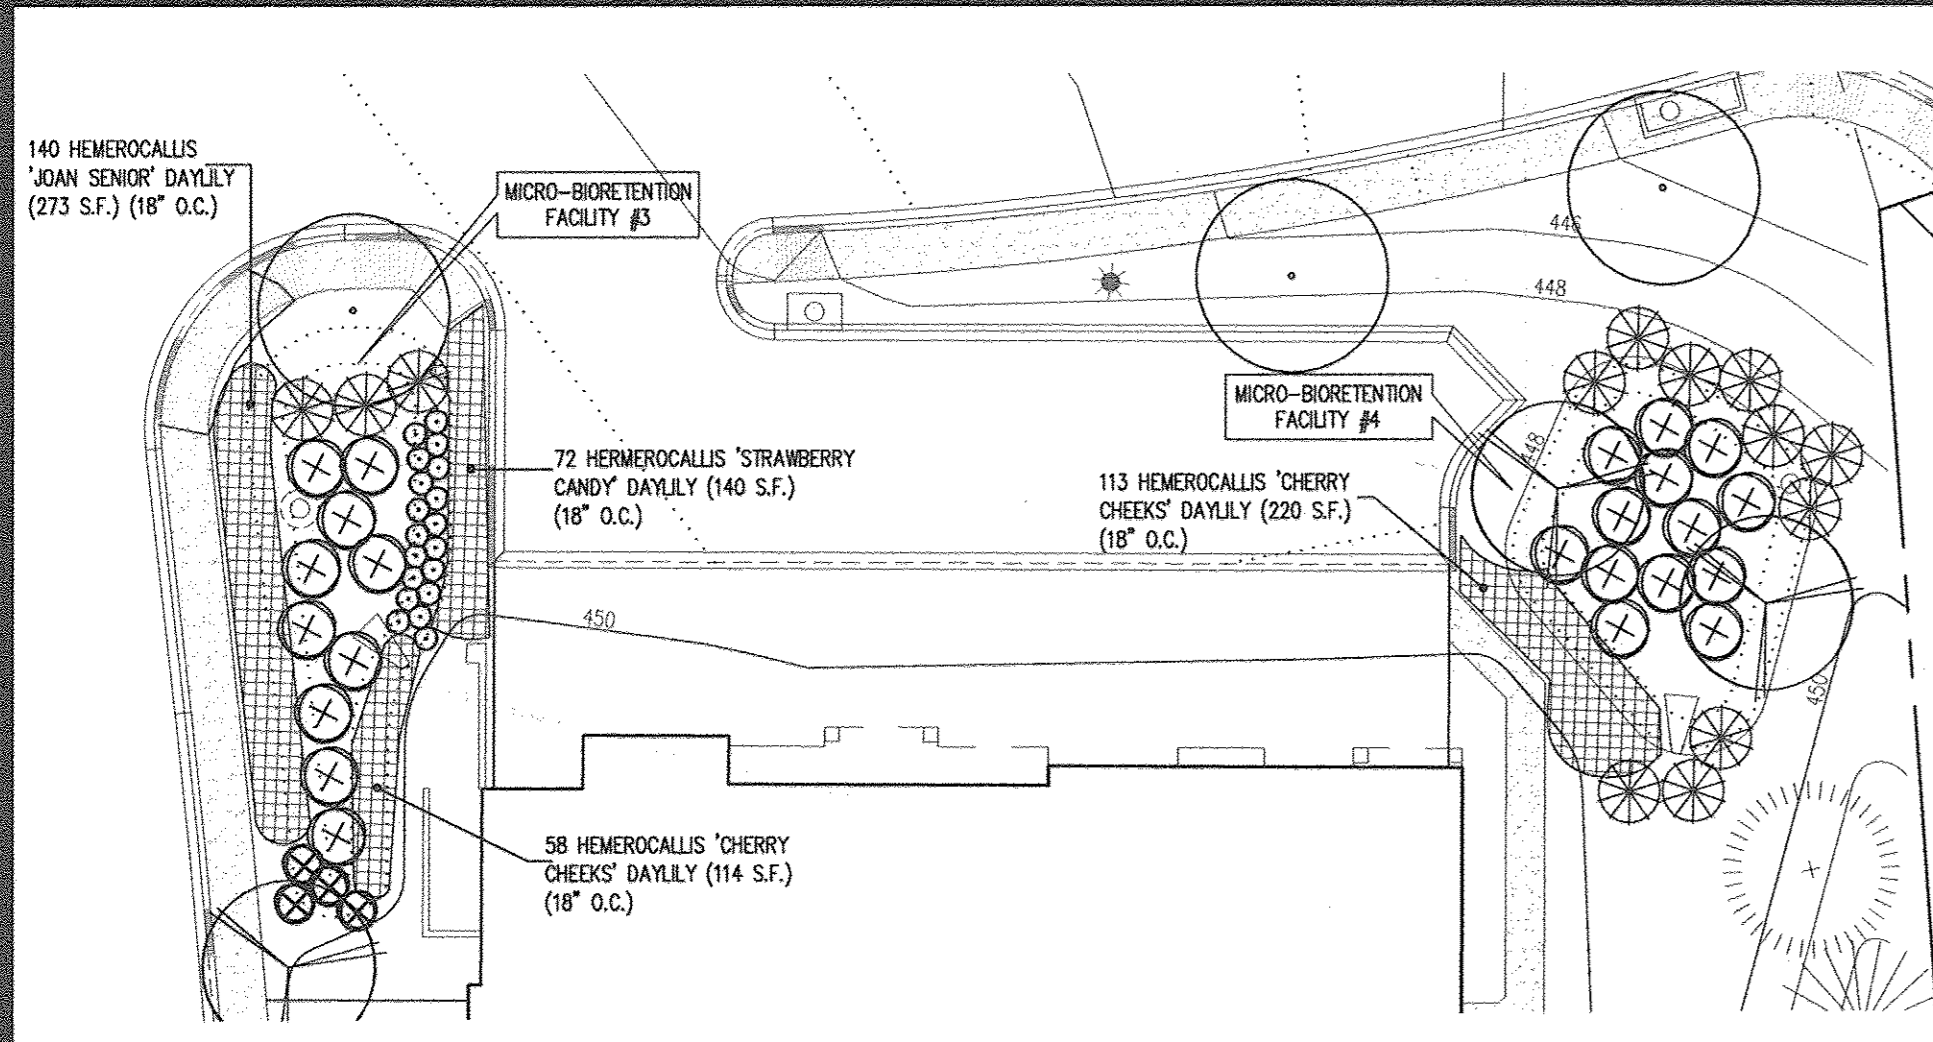 140 HEMEROCALLIS
'JOAN SENIOR' DAYLILY
(273 S.F.) (18" O.C.)
MICRO-BIORETENTION
FACILITY #3
446
448
MICRO-BIORETENTION
FACILITY #4
448
72 HERMEROCALLIS 'STRAWBERRY
CANDY' DAYLILY (140 S.F.)
(18" O.C.)
113 HEMEROCALLIS 'CHERRY
CHEEKS' DAYLILY (220 S.F.)
(18" O.C.)
450
450
58 HEMEROCALLIS 'CHERRY
CHEEKS' DAYLILY (114 S.F.)
(18" O.C.)